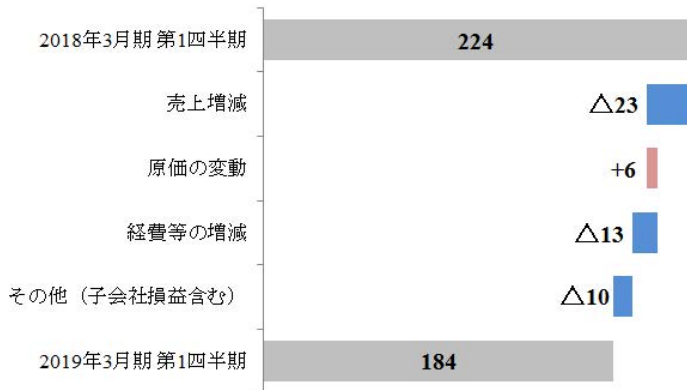 2018年3月期 第1四半期 224
売上増減 △23
原価の変動 +6
経費等の増減 △13
その他（子会社損益含む） △10
2019年3月期 第1四半期 184